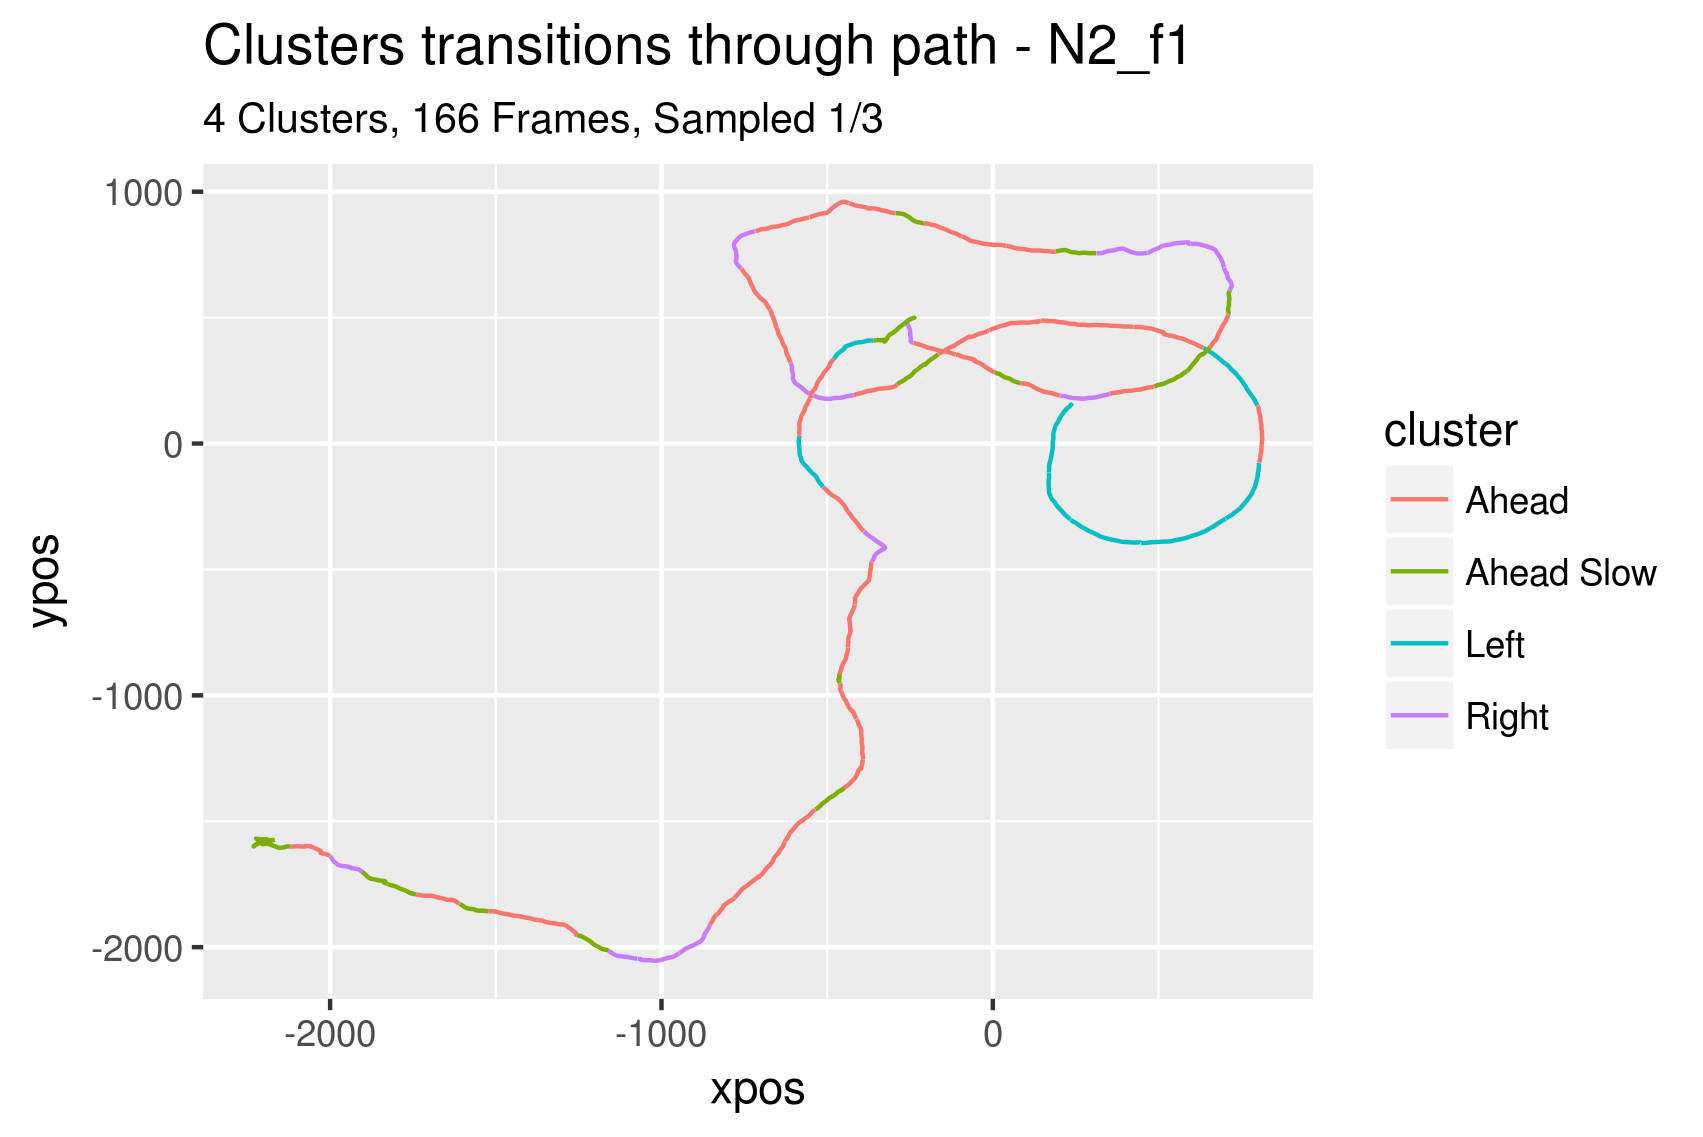 Clusters transitions through path - N2_f1
4 Clusters, 166 Frames, Sampled 1/3
1000
0
-1000
-2000
ypos
-2000
-1000
0
xpos
cluster
Ahead
Ahead Slow
Left
Right